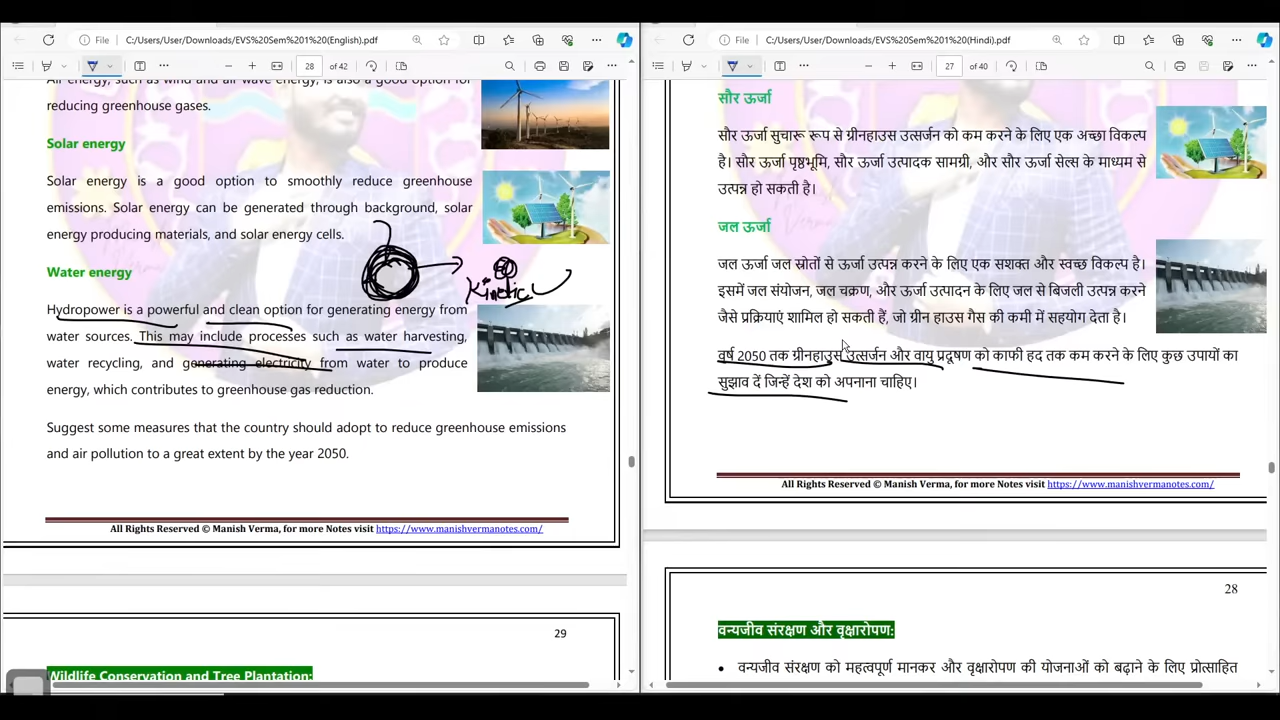 File C:/Users/User/Downloads/EVS%20Sem%201%20(English).pdf
28 of 42
Air energy, such as wind and air wave energy, is also a good option for
reducing greenhouse gases.
Solar energy
Solar energy is a good option to smoothly reduce greenhouse
emissions. Solar energy can be generated through background, solar
energy producing materials, and solar energy cells.
Water energy
Kinetic
Hydropower is a powerful and clean option for generating energy from
water sources. This may include processes such as water harvesting,
water recycling, and generating electricity from water to produce
energy, which contributes to greenhouse gas reduction.
Suggest some measures that the country should adopt to reduce greenhouse emissions
and air pollution to a great extent by the year 2050.
All Rights Reserved © Manish Verma, for more Notes visit https://www.manishvermanotes.com/
29
Wildlife Conservation and Tree Plantation:
File C:/Users/User/Downloads/EVS%20Sem%201%20(Hindi).pdf
27 of 40
सौर ऊर्जा
सौर ऊर्जा सुचारू रूप से ग्रीनहाउस उत्सर्जन को कम करने के लिए एक अच्छा विकल्प
है। सौर ऊर्जा पृष्ठभूमि, सौर ऊर्जा उत्पादक सामग्री, और सौर ऊर्जा सेल्स के माध्यम से
उत्पन्न हो सकती है।
जल ऊर्जा
जल ऊर्जा जल स्रोतों से ऊर्जा उत्पन्न करने के लिए एक सशक्त और स्वच्छ विकल्प है।
इसमें जल संयोजन, जल चक्रण, और ऊर्जा उत्पादन के लिए जल से बिजली उत्पन्न करने
जैसे प्रक्रियाएं शामिल हो सकती हैं, जो ग्रीन हाउस गैस की कमी में सहयोग देता है।
वर्ष 2050 तक ग्रीनहाउस उत्सर्जन और वायु प्रदूषण को काफी हद तक कम करने के लिए कुछ उपायों का
सुझाव दें जिन्हें देश को अपनाना चाहिए।
All Rights Reserved © Manish Verma, for more Notes visit https://www.manishvermanotes.com/
28
वन्यजीव संरक्षण और वृक्षारोपण:
• वन्यजीव संरक्षण को महत्वपूर्ण मानकर और वृक्षारोपण की योजनाओं को बढ़ाने के लिए प्रोत्साहित